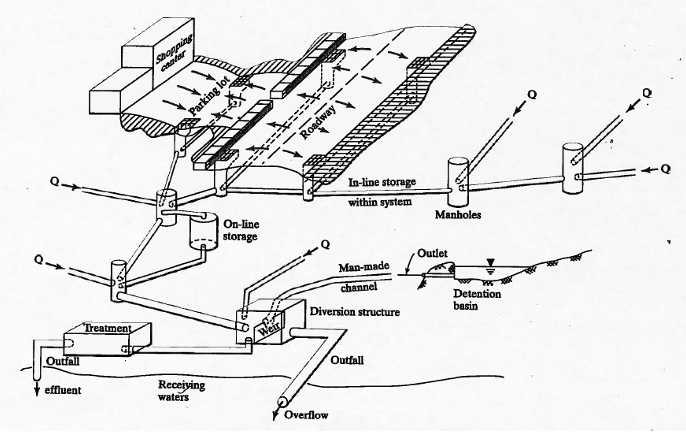 Shopping
center
Parking lot
Roadway
Q
Q
Q
Q
In-line storage
within system
Manholes
On-line
storage
Q
Q
Man-made
channel
Outlet
Detention
basin
Diversion structure
Weir
Treatment
Outfall
effluent
Receiving
waters
Outfall
Overflow